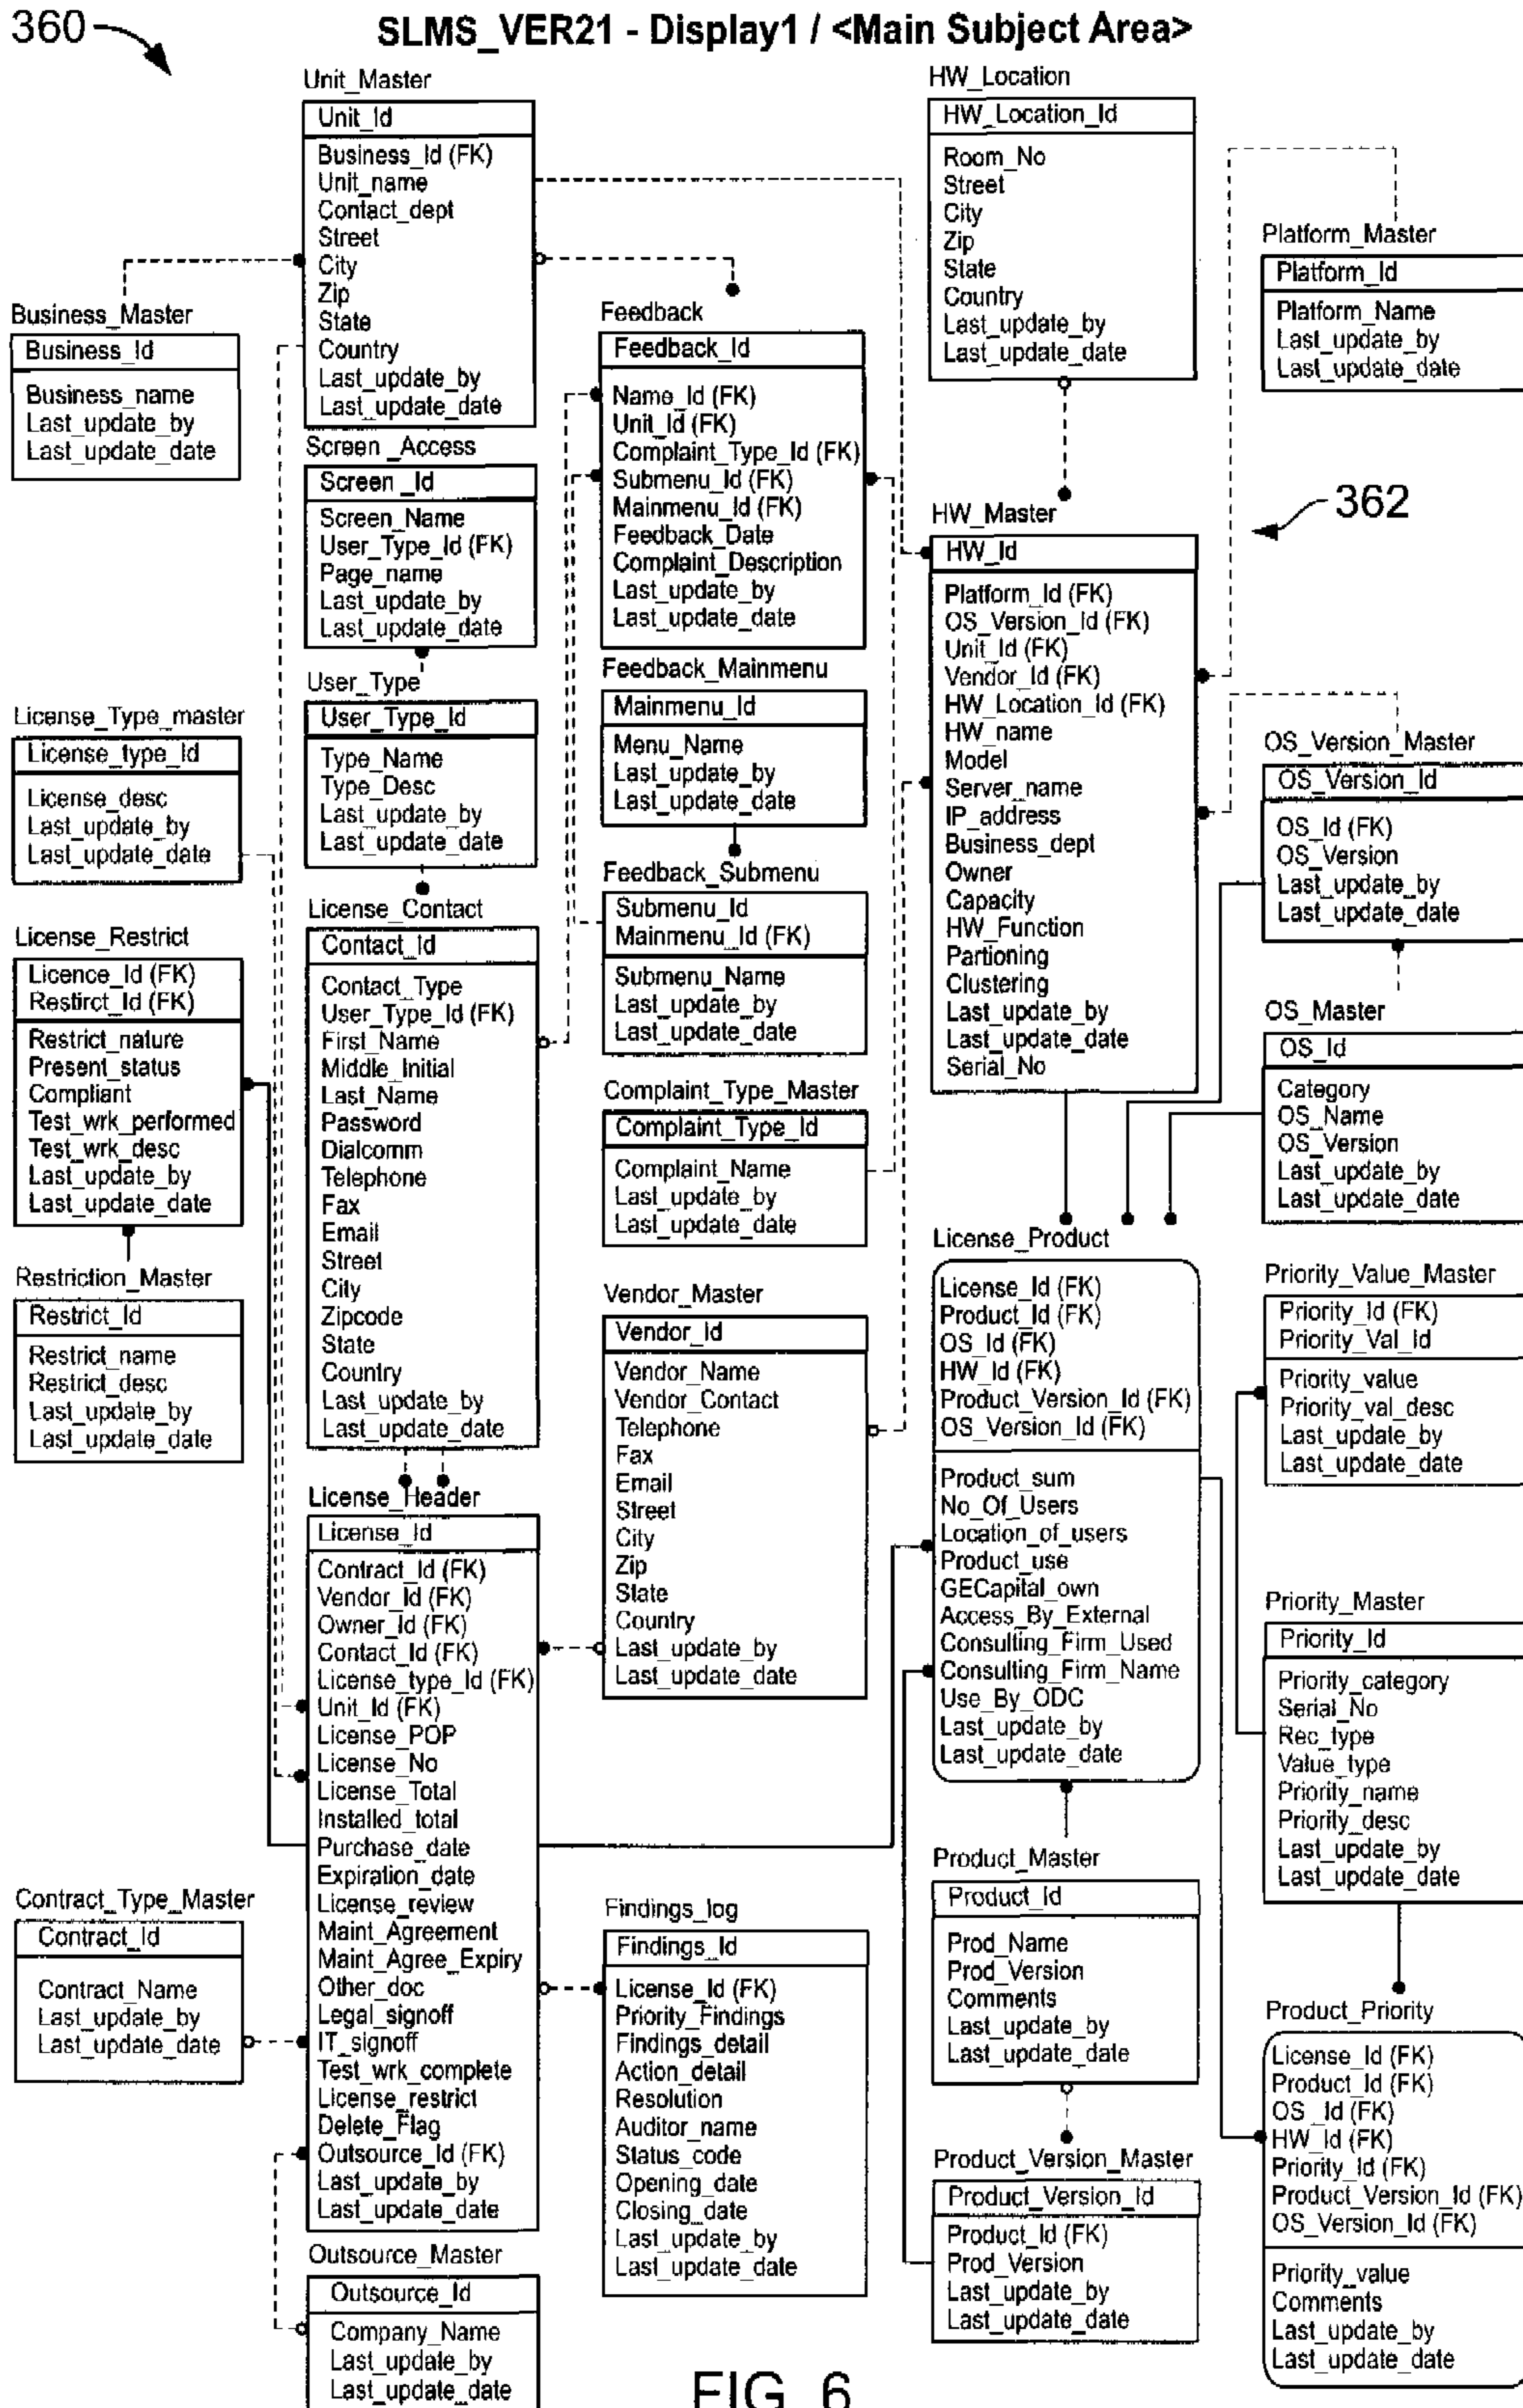 360
SLMS_VER21 - Display1 / <Main Subject Area>
Unit_Master
Unit_Id
Business_Id (FK)
Unit_name
Contact_dept
Street
City
Zip
State
Country
Last_update_by
Last_update_date
Business_Master
Business_Id
Business_name
Last_update_by
Last_update_date
Screen _Access
Screen _Id
Screen_Name
User_Type_Id (FK)
Page_name
Last_update_by
Last_update_date
User_Type
User_Type_Id
Type_Name
Type_Desc
Last_update_by
Last_update_date
License_Type_master
License_type_Id
License_desc
Last_update_by
Last_update_date
License_Restrict
Licence_Id (FK)
Restirct_Id (FK)
Restrict_nature
Present_status
Compliant
Test_wrk_performed
Test_wrk_desc
Last_update_by
Last_update_date
Restriction_Master
Restrict_Id
Restrict_name
Restrict_desc
Last_update_by
Last_update_date
License_Contact
Contact_Id
Contact_Type
User_Type_Id (FK)
First_Name
Middle_Initial
Last_Name
Password
Dialcomm
Telephone
Fax
Email
Street
City
Zipcode
State
Country
Last_update_by
Last_update_date
License_Header
License_Id
Contract_Id (FK)
Vendor_Id (FK)
Owner_Id (FK)
Contact_Id (FK)
License_type_Id (FK)
Unit_Id (FK)
License_POP
License_No
License_Total
Installed_total
Purchase_date
Expiration_date
License_review
Maint_Agreement
Maint_Agree_Expiry
Other_doc
Legal_signoff
IT_signoff
Test_wrk_complete
License_restrict
Delete_Flag
Outsource_Id (FK)
Last_update_by
Last_update_date
Contract_Type_Master
Contract_Id
Contract_Name
Last_update_by
Last_update_date
Outsource_Master
Outsource_Id
Company_Name
Last_update_by
Last_update_date
Feedback
Feedback_Id
Name_Id (FK)
Unit_Id (FK)
Complaint_Type_Id (FK)
Submenu_Id (FK)
Mainmenu_Id (FK)
Feedback_Date
Complaint_Description
Last_update_by
Last_update_date
Feedback_Mainmenu
Mainmenu_Id
Menu_Name
Last_update_by
Last_update_date
Feedback_Submenu
Submenu_Id
Mainmenu_Id (FK)
Submenu_Name
Last_update_by
Last_update_date
Complaint_Type_Master
Complaint_Type_Id
Complaint_Name
Last_update_by
Last_update_date
Vendor_Master
Vendor_Id
Vendor_Name
Vendor_Contact
Telephone
Fax
Email
Street
City
Zip
State
Country
Last_update_by
Last_update_date
Findings_log
Findings_Id
License_Id (FK)
Priority_Findings
Findings_detail
Action_detail
Resolution
Auditor_name
Status_code
Opening_date
Closing_date
Last_update_by
Last_update_date
HW_Location
HW_Location_Id
Room_No
Street
City
Zip
State
Country
Last_update_by
Last_update_date
HW_Master
HW_Id
Platform_Id (FK)
OS_Version_Id (FK)
Unit_Id (FK)
Vendor_Id (FK)
HW_Location_Id (FK)
HW_name
Model
Server_name
IP_address
Business_dept
Owner
Capacity
HW_Function
Partioning
Clustering
Last_update_by
Last_update_date
Serial_No
License_Product
License_Id (FK)
Product_Id (FK)
OS_Id (FK)
HW_Id (FK)
Product_Version_Id (FK)
OS_Version_Id (FK)
Product_sum
No_Of_Users
Location_of_users
Product_use
GECapital_own
Access_By_External
Consulting_Firm_Used
Consulting_Firm_Name
Use_By_ODC
Last_update_by
Last_update_date
Product_Master
Product_Id
Prod_Name
Prod_Version
Comments
Last_update_by
Last_update_date
Product_Version_Master
Product_Version_Id
Product_Id (FK)
Prod_Version
Last_update_by
Last_update_date
Platform_Master
Platform_Id
Platform_Name
Last_update_by
Last_update_date
362
OS_Version_Master
OS_Version_Id
OS_Id (FK)
OS_Version
Last_update_by
Last_update_date
OS_Master
OS_Id
Category
OS_Name
OS_Version
Last_update_by
Last_update_date
Priority_Value_Master
Priority_Id (FK)
Priority_Val_Id
Priority_value
Priority_val_desc
Last_update_by
Last_update_date
Priority_Master
Priority_Id
Priority_category
Serial_No
Rec_type
Value_type
Priority_name
Priority_desc
Last_update_by
Last_update_date
Product_Priority
License_Id (FK)
Product_Id (FK)
OS _Id (FK)
HW_Id (FK)
Priority_Id (FK)
Product_Version_Id (FK)
OS_Version_Id (FK)
Priority_value
Comments
Last_update_by
Last_update_date
FIG. 6